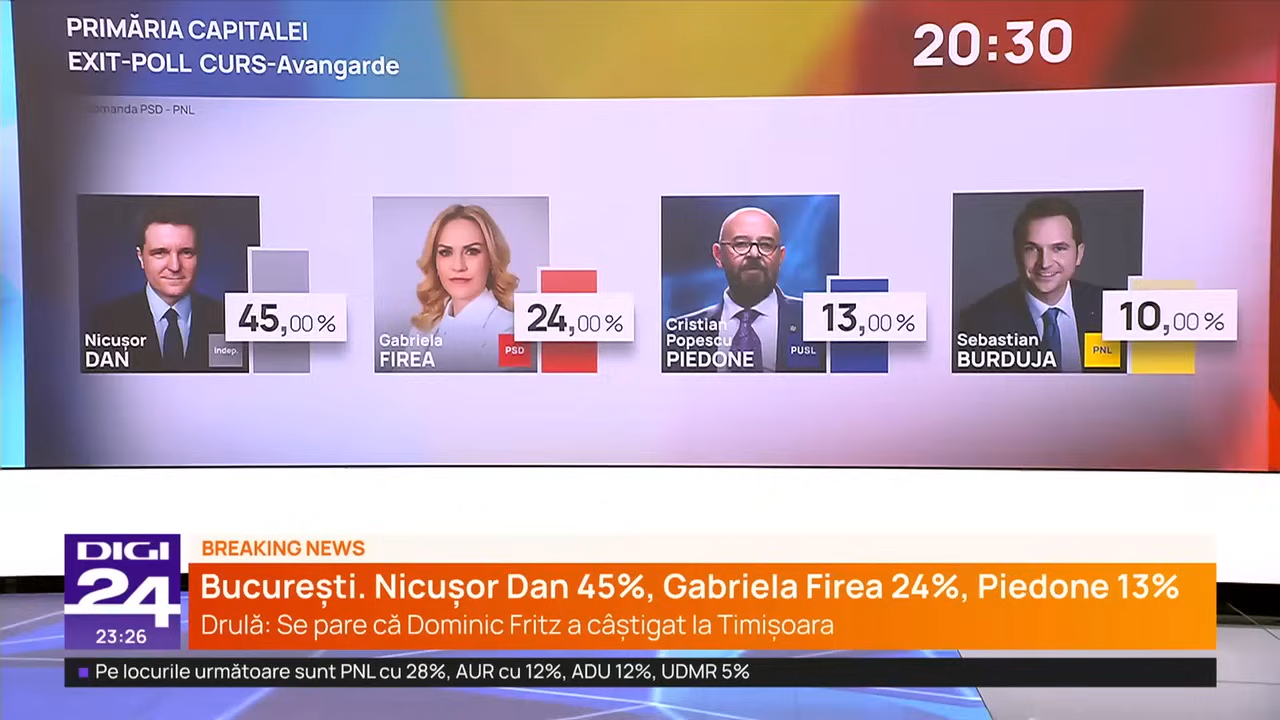 PRIMĂRIA CAPITALEI
EXIT-POLL CURS-Avangarde
20:30
PSD - PNL
Nicușor
DAN
Indep.
45,00%
Gabriela
FIREA
PSD
24,00%
Cristian
Popescu
PIEDONE
PUSL
13,00%
Sebastian
BURDUJA
PNL
10,00%
DIGI
24
23:26
BREAKING NEWS
București. Nicușor Dan 45%, Gabriela Firea 24%, Piedone 13%
Drulă: Se pare că Dominic Fritz a câștigat la Timișoara
Pe locurile următoare sunt PNL cu 28%, AUR cu 12%, ADU 12%, UDMR 5%